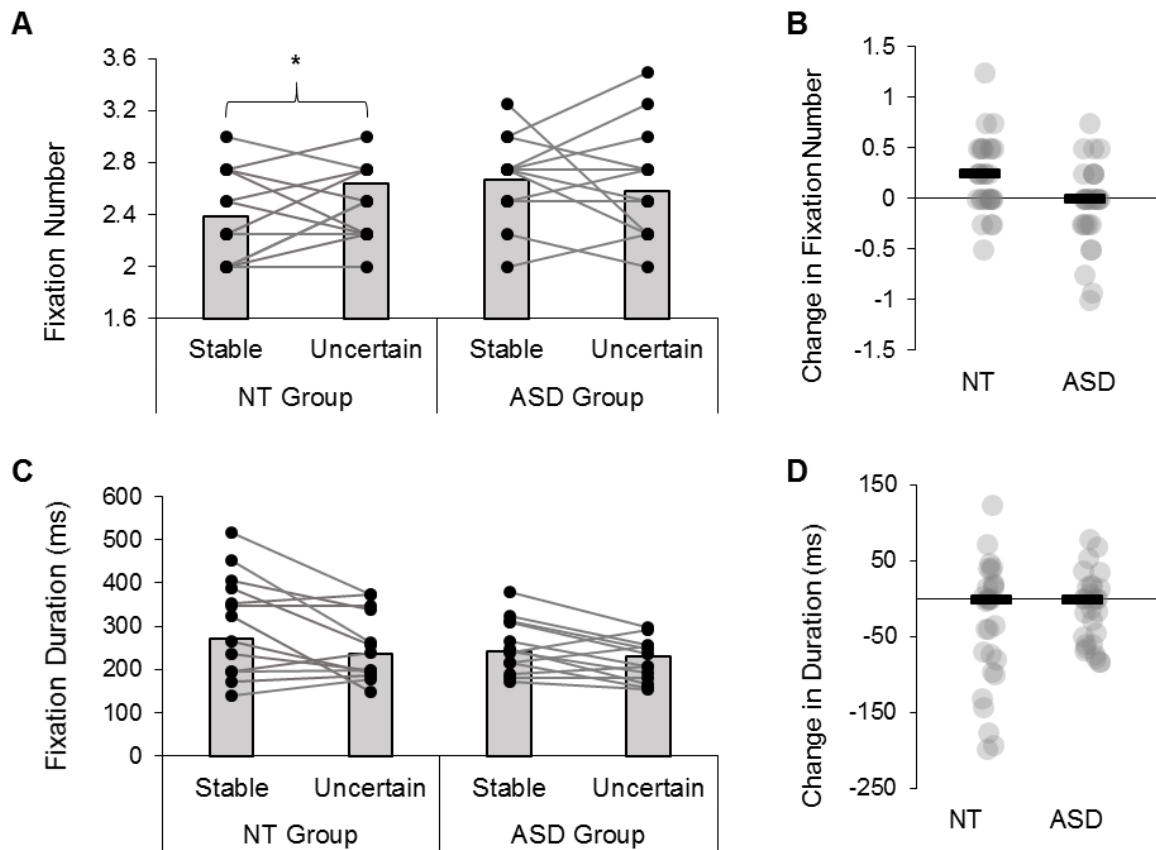 A
Fixation Number
3.6
3.2
2.8
2.4
2
1.6
*
Stable Uncertain Stable Uncertain
NT Group ASD Group
B
Change in Fixation Number
1.5
1
0.5
0
-0.5
-1
-1.5
NT ASD
C
Fixation Duration (ms)
600
500
400
300
200
100
0
Stable Uncertain Stable Uncertain
NT Group ASD Group
D
Change in Duration (ms)
150
50
-50
-150
-250
NT ASD